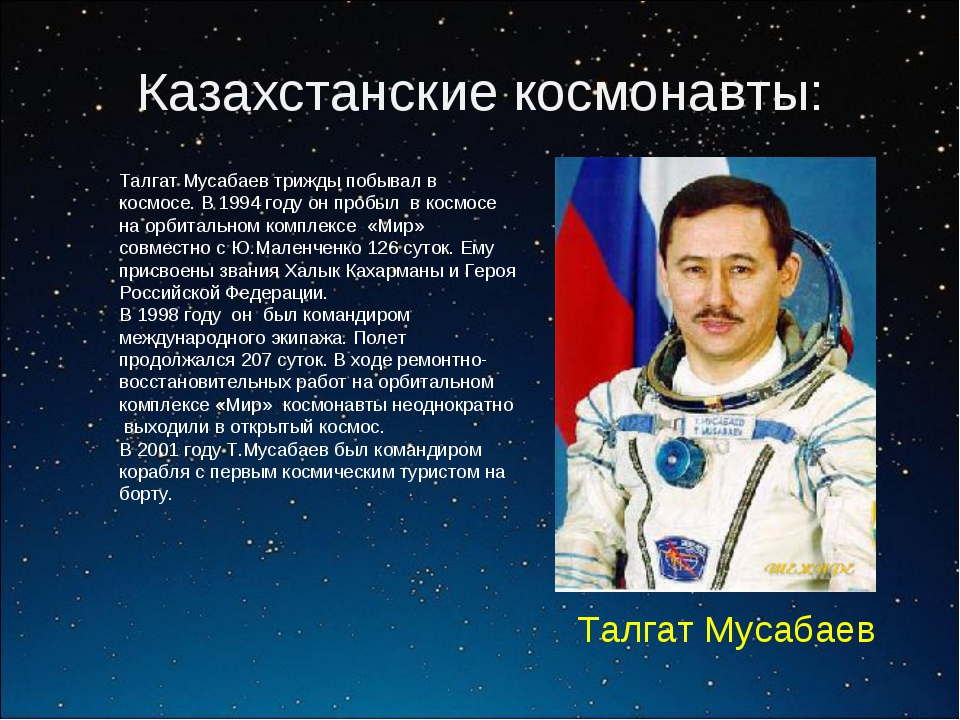 Казахстанские космонавты:
Талгат Мусабаев трижды побывал в
космосе. В 1994 году он пробыл в космосе
на орбитальном комплексе «Мир»
совместно с Ю.Маленченко 126 суток. Ему
присвоены звания Халык Кахарманы и Героя
Российской Федерации.
В 1998 году он был командиром
международного экипажа. Полет
продолжался 207 суток. В ходе ремонтно-
восстановительных работ на орбитальном
комплексе «Мир» космонавты неоднократно
выходили в открытый космос.
В 2001 году Т.Мусабаев был командиром
корабля с первым космическим туристом на
борту.
Т.МУСАБАЕВ
T.MUSABAEV
Талгат Мусабаев